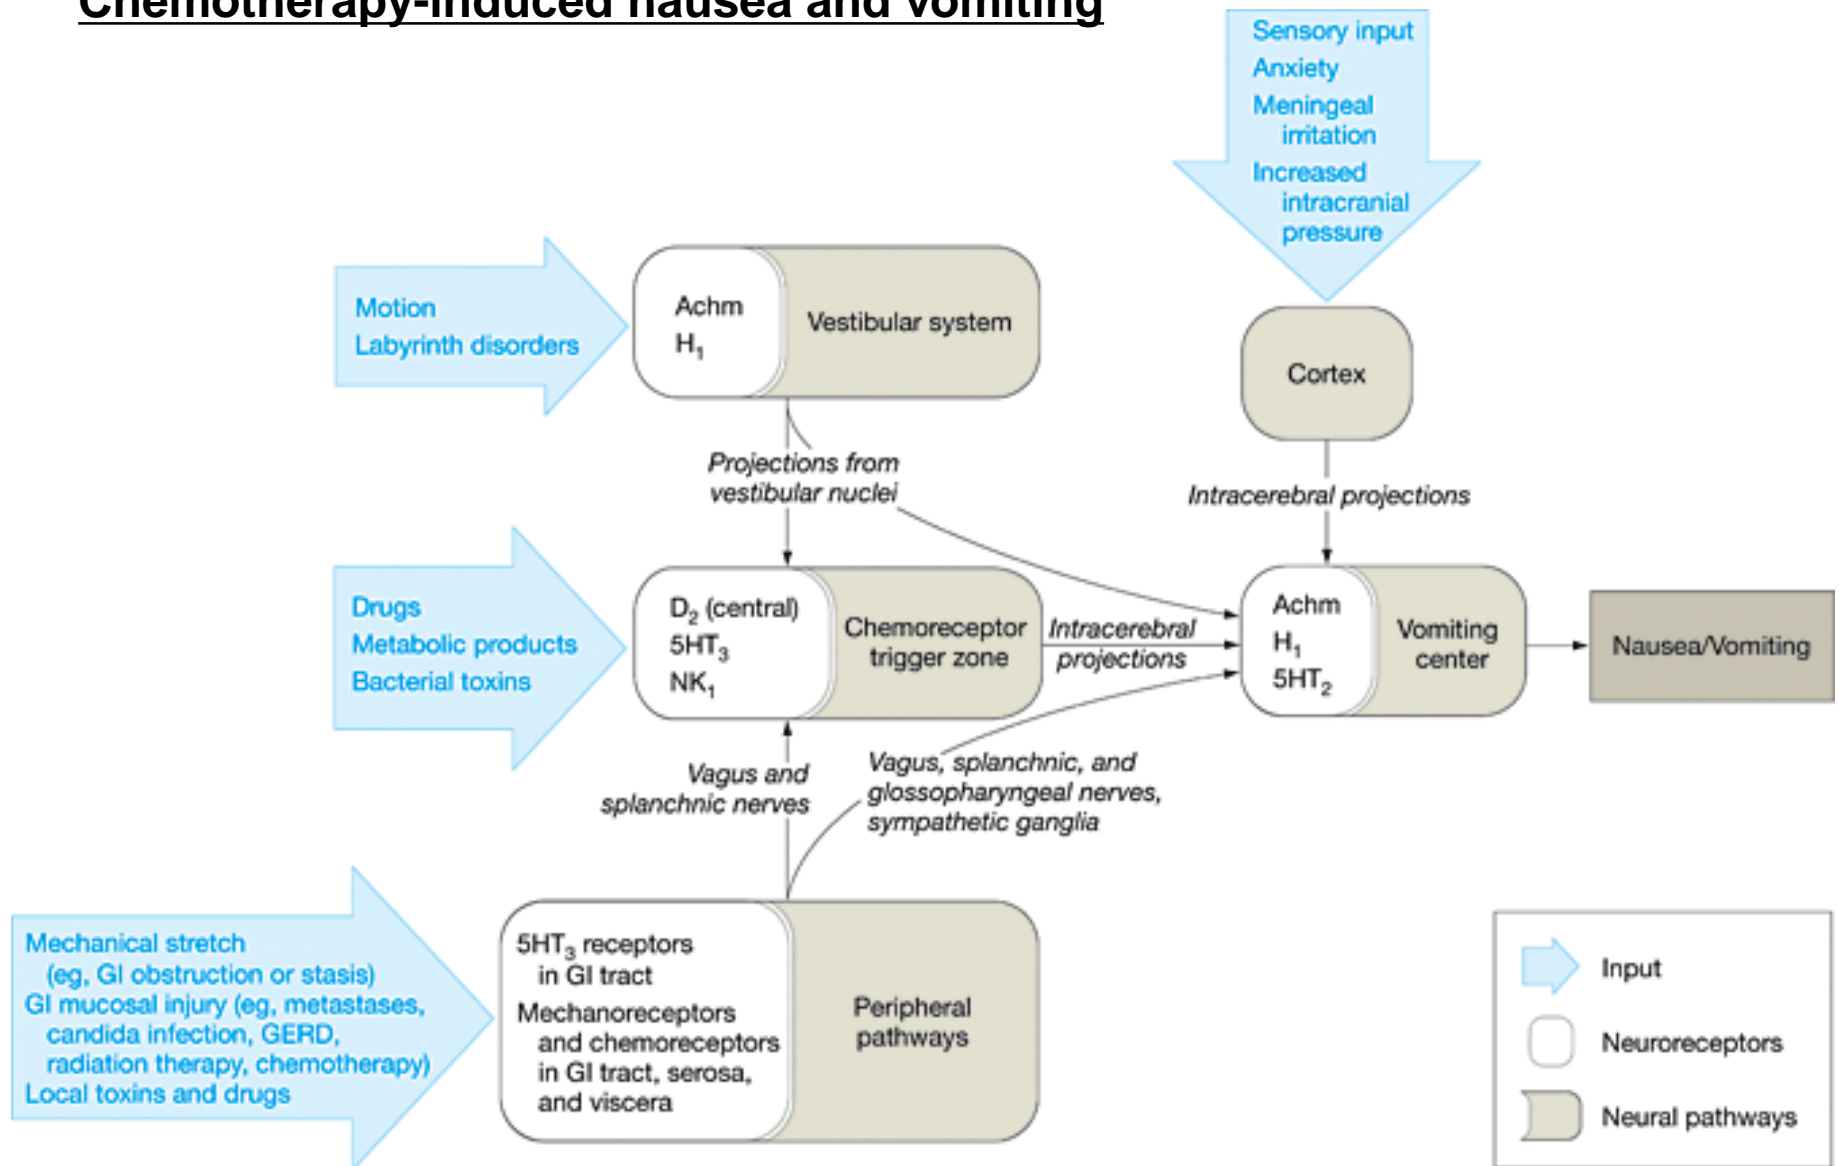 Chemotherapy-induced nausea and vomiting
Sensory input
Anxiety
Meningeal
irritation
Increased
intracranial
pressure
Motion
Labyrinth disorders
Achm
H1
Vestibular system
Cortex
Projections from
vestibular nuclei
Intracerebral projections
Drugs
Metabolic products
Bacterial toxins
D2 (central)
5HT3
NK1
Chemoreceptor
trigger zone
Intracerebral
projections
Achm
H1
5HT2
Vomiting
center
Nausea/Vomiting
Vagus and
splanchnic nerves
Vagus, splanchnic, and
glossopharyngeal nerves,
sympathetic ganglia
Mechanical stretch
(eg, GI obstruction or stasis)
GI mucosal injury (eg, metastases,
candida infection, GERD,
radiation therapy, chemotherapy)
Local toxins and drugs
5HT3 receptors
in GI tract
Mechanoreceptors
and chemoreceptors
in GI tract, serosa,
and viscera
Peripheral
pathways
Input
Neuroreceptors
Neural pathways